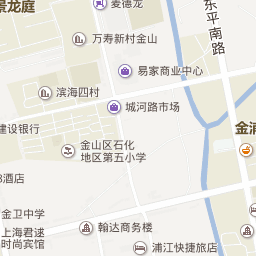 景龙庭
麦德龙
万寿新村金山
东平南路
易家商业中心
滨海四村
城河路市场
建设银行
金浦
金山区石化
地区第五小学
8酒店
金卫中学
上海君逑
时尚宾馆
翰达商务楼
浦江快捷旅店